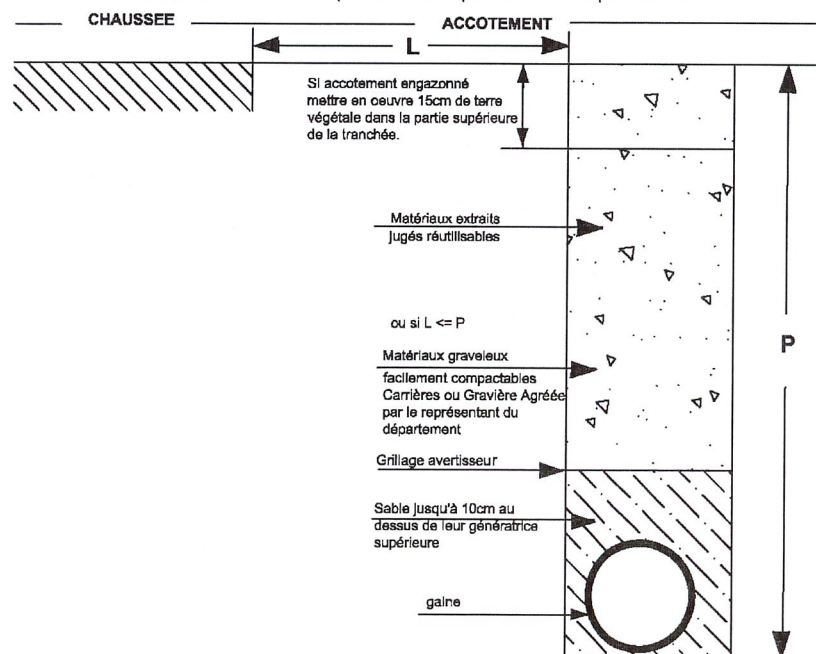 CHAUSSEE
ACCOTEMENT
L
Si accotement engazonné
mettre en oeuvre 15cm de terre
végétale dans la partie supérieure
de la tranchée.
Matériaux extraits
jugés réutilisables
ou si L <= P
P
Matériaux graveleux
facilement compactables
Carrières ou Gravière Agréée
par le représentant du
département
Grillage avertisseur
Sable jusqu'à 10cm au
dessus de leur génératrice
supérieure
gaine